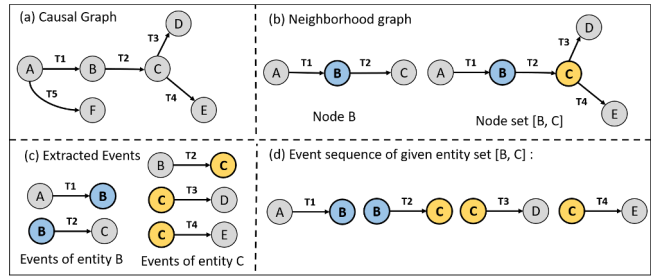 (a) Causal Graph
A T1 B T2 C T3 D T4 E T5 F
(b) Neighborhood graph
A T1 B T2 C
Node B
A T1 B T2 C T3 D T4 E
Node set [B, C]
(c) Extracted Events
A T1 B
B T2 C
Events of entity B
B T2 C
C T3 D
C T4 E
Events of entity C
(d) Event sequence of given entity set [B, C] :
A T1 B B T2 C C T3 D C T4 E